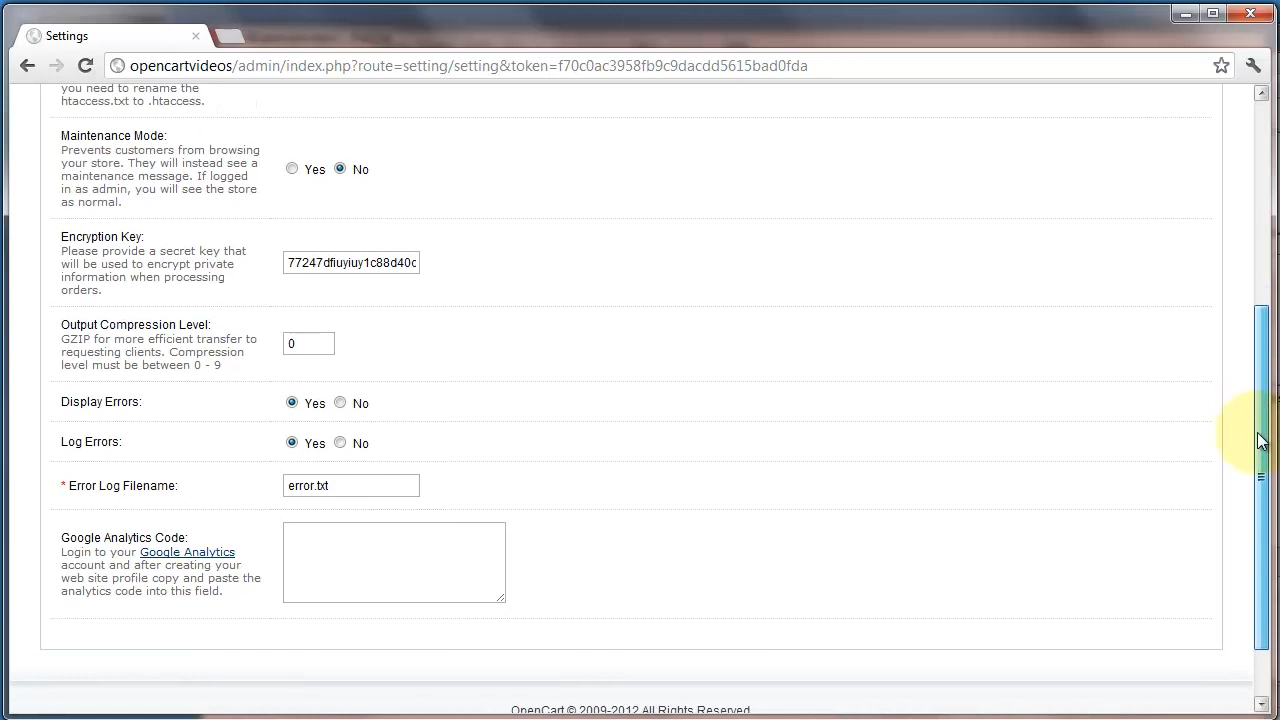 Settings
opencartvideos/admin/index.php?route=setting/setting&token=f70c0ac3958fb9c9dacdd5615bad0fda
you need to rename the
htaccess.txt to .htaccess.
Maintenance Mode:
Prevents customers from browsing
your store. They will instead see a
maintenance message. If logged
in as admin, you will see the store
as normal.
Yes No
Encryption Key:
Please provide a secret key that
will be used to encrypt private
information when processing
orders.
77247dfiuyiuy1c88d40c
Output Compression Level:
GZIP for more efficient transfer to
requesting clients. Compression
level must be between 0 - 9
0
Display Errors:
Yes No
Log Errors:
Yes No
* Error Log Filename:
error.txt
Google Analytics Code:
Login to your Google Analytics
account and after creating your
web site profile copy and paste the
analytics code into this field.
OpenCart © 2009-2012 All Rights Reserved.